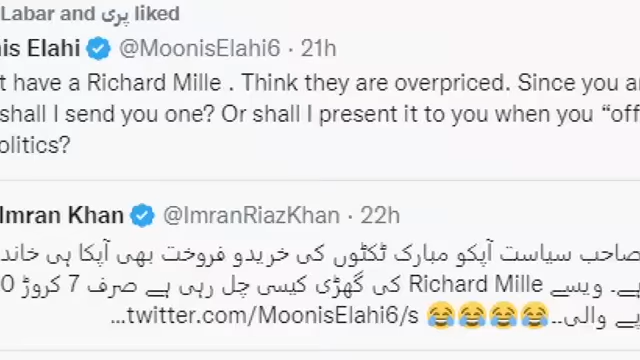 Labar and پری liked
is Elahi @MoonisElahi6 · 21h
t have a Richard Mille . Think they are overpriced. Since you ar
shall I send you one? Or shall I present it to you when you “off
olitics?
Imran Khan @ImranRiazKhan · 22h
صاحب سیاست آپکو مبارک ٹکٹوں کی خریدو فروخت بھی آپکا ہی خاند
ہے۔ ویسے Richard Mille کی گھڑی کیسی چل رہی ہے صرف 7 کروڑ 0
پے والی..😂😂😂😂 twitter.com/MoonisElahi6/s...